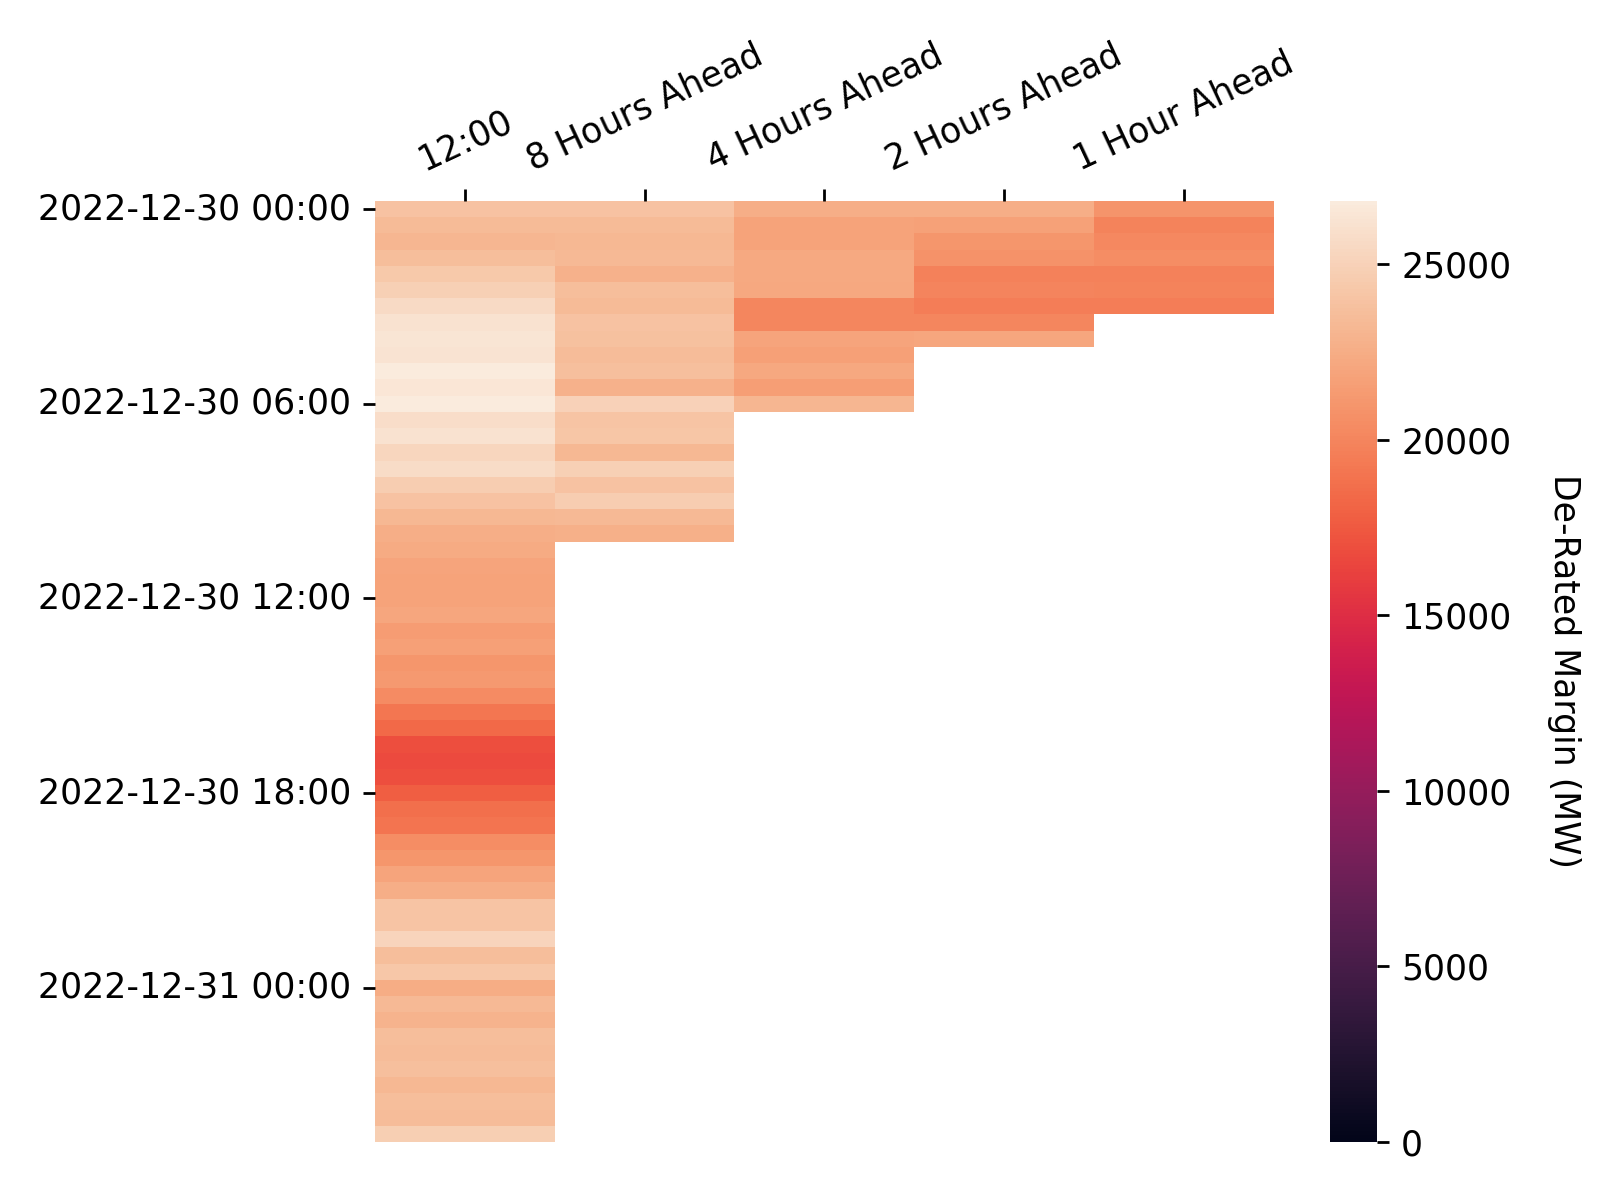 12:00
8 Hours Ahead
4 Hours Ahead
2 Hours Ahead
1 Hour Ahead
2022-12-30 00:00
2022-12-30 06:00
2022-12-30 12:00
2022-12-30 18:00
2022-12-31 00:00
25000
20000
15000
10000
5000
0
De-Rated Margin (MW)